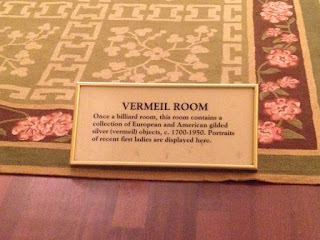 VERMEIL ROOM
Once a billiard room, this room contains a
collection of European and American gilded
silver (vermeil) objects, c. 1700-1950. Portraits
of recent first ladies are displayed here.